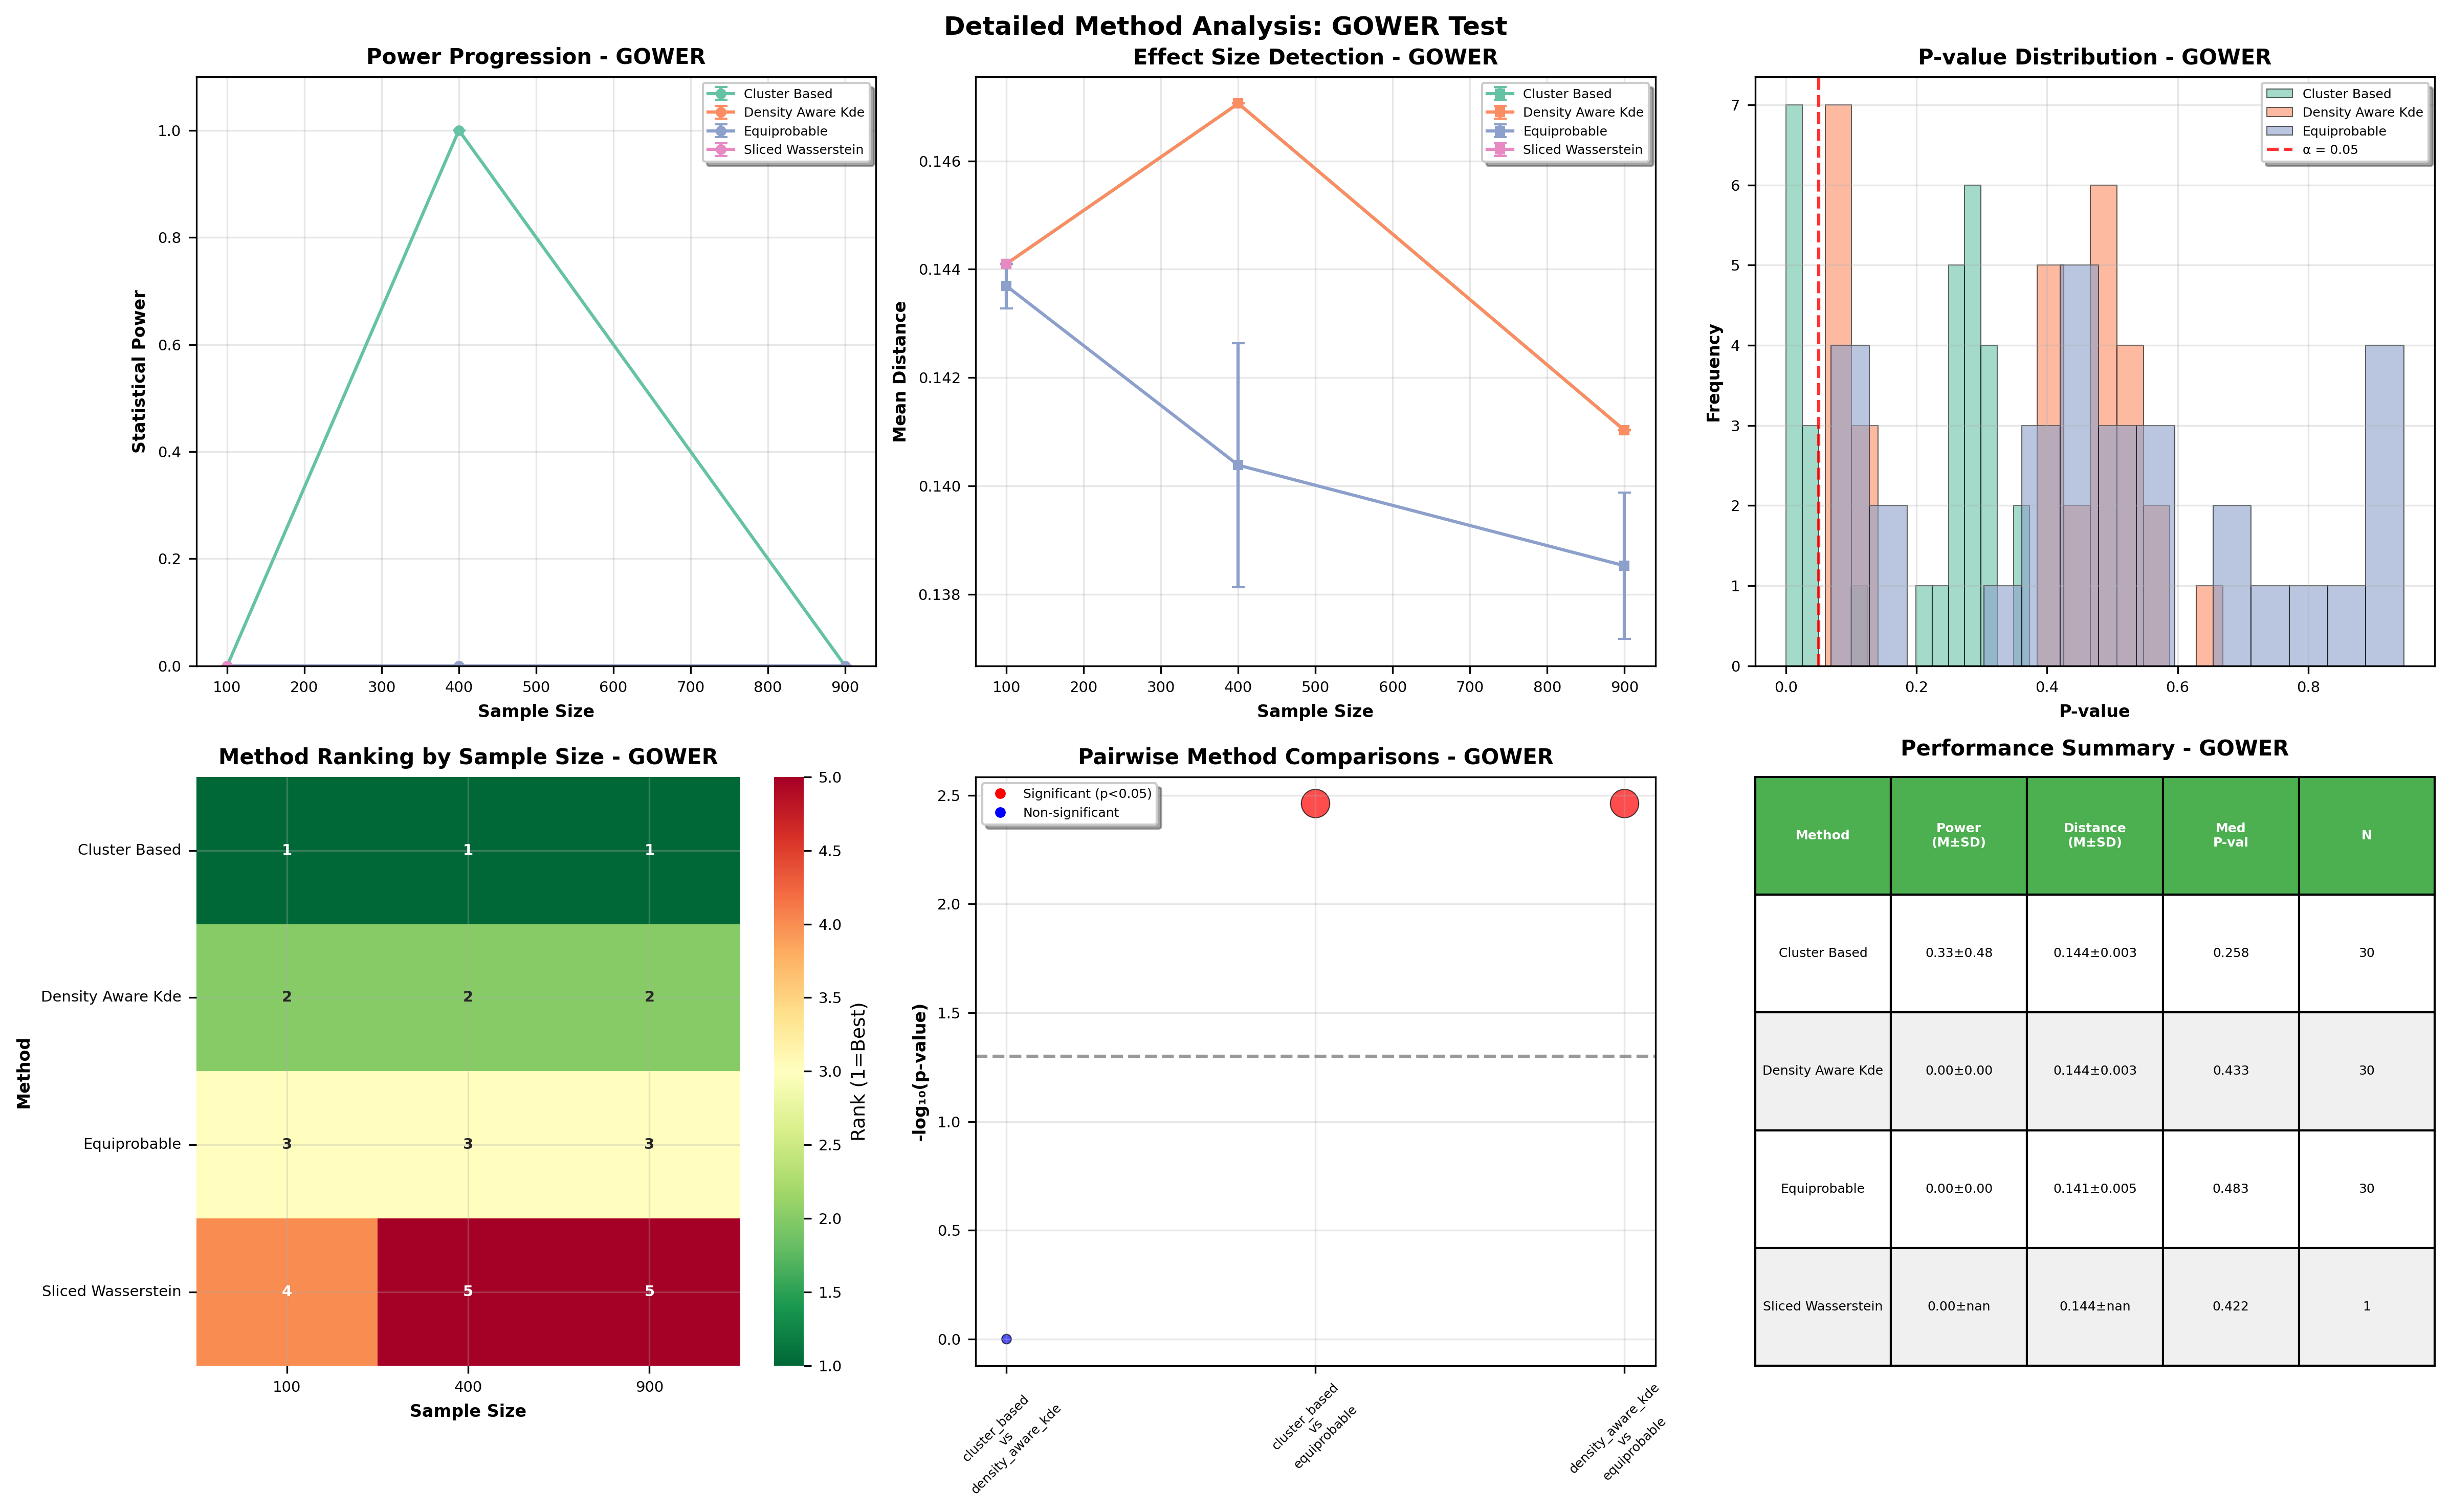 Detailed Method Analysis: GOWER Test
Power Progression - GOWER
Statistical Power
1.0
0.8
0.6
0.4
0.2
0.0
100 200 300 400 500 600 700 800 900
Sample Size
Cluster Based
Density Aware Kde
Equiprobable
Sliced Wasserstein
Effect Size Detection - GOWER
Mean Distance
0.146
0.144
0.142
0.140
0.138
100 200 300 400 500 600 700 800 900
Sample Size
Cluster Based
Density Aware Kde
Equiprobable
Sliced Wasserstein
P-value Distribution - GOWER
Frequency
7
6
5
4
3
2
1
0
0.0 0.2 0.4 0.6 0.8
P-value
Cluster Based
Density Aware Kde
Equiprobable
α = 0.05
Method Ranking by Sample Size - GOWER
Method
Cluster Based 1 1 1
Density Aware Kde 2 2 2
Equiprobable 3 3 3
Sliced Wasserstein 4 5 5
100 400 900
Sample Size
5.0
4.5
4.0
3.5
3.0
2.5
2.0
1.5
1.0
Rank (1=Best)
Pairwise Method Comparisons - GOWER
-log₁₀(p-value)
2.5
2.0
1.5
1.0
0.5
0.0
Significant (p<0.05)
Non-significant
cluster_based
vs
density_aware_kde
cluster_based
vs
equiprobable
density_aware_kde
vs
equiprobable
Performance Summary - GOWER
Method Power (M±SD) Distance (M±SD) Med P-val N
Cluster Based 0.33±0.48 0.144±0.003 0.258 30
Density Aware Kde 0.00±0.00 0.144±0.003 0.433 30
Equiprobable 0.00±0.00 0.141±0.005 0.483 30
Sliced Wasserstein 0.00±nan 0.144±nan 0.422 1